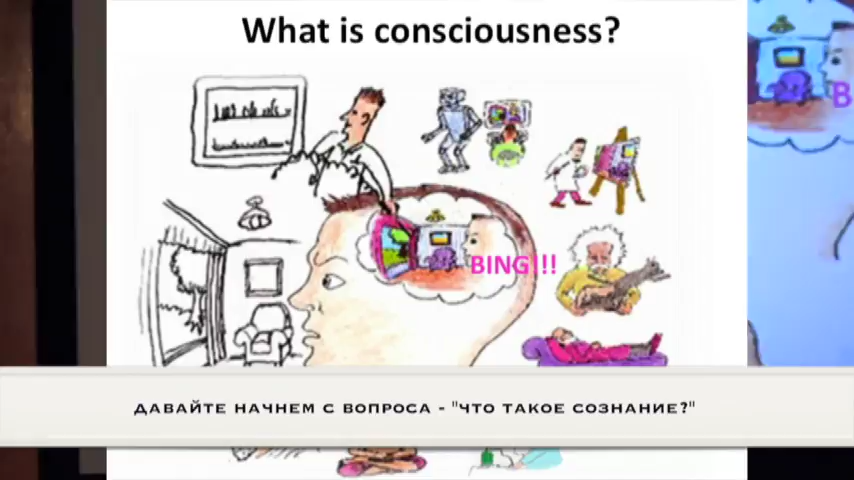 What is consciousness?
B
BING!!!
ДАВАЙТЕ НАЧНЕМ С ВОПРОСА - "ЧТО ТАКОЕ СОЗНАНИЕ?"